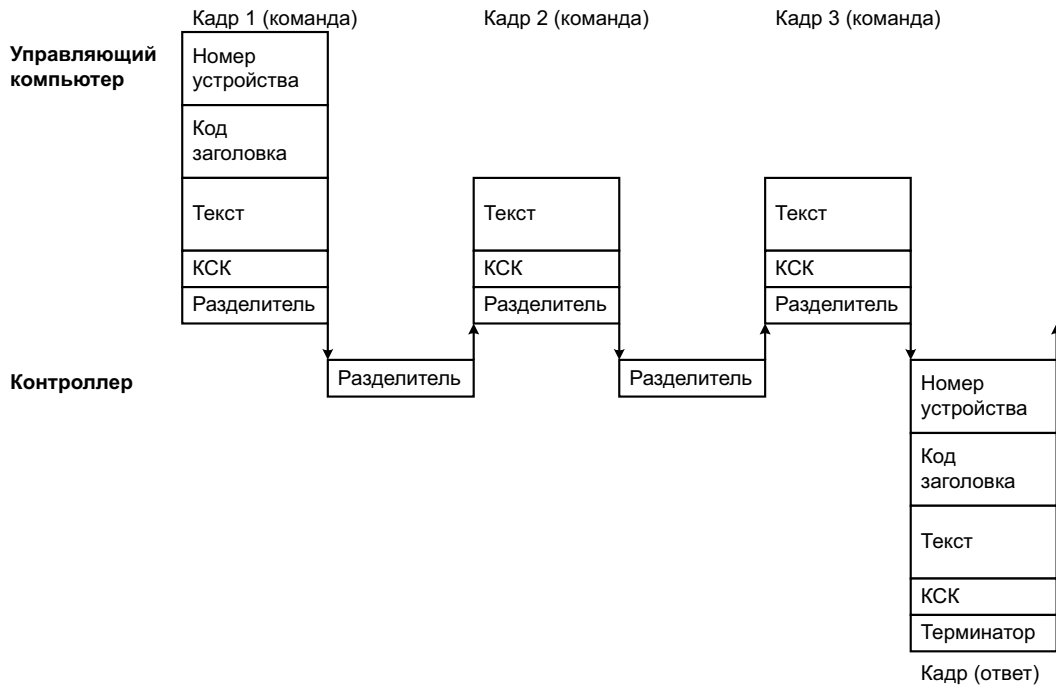 Кадр 1 (команда)
Кадр 2 (команда)
Кадр 3 (команда)
Управляющий
компьютер
Номер
устройства
Код
заголовка
Текст
КСК
Разделитель
Текст
КСК
Разделитель
Текст
КСК
Разделитель
Контроллер
Разделитель
Разделитель
Номер
устройства
Код
заголовка
Текст
КСК
Терминатор
Кадр (ответ)